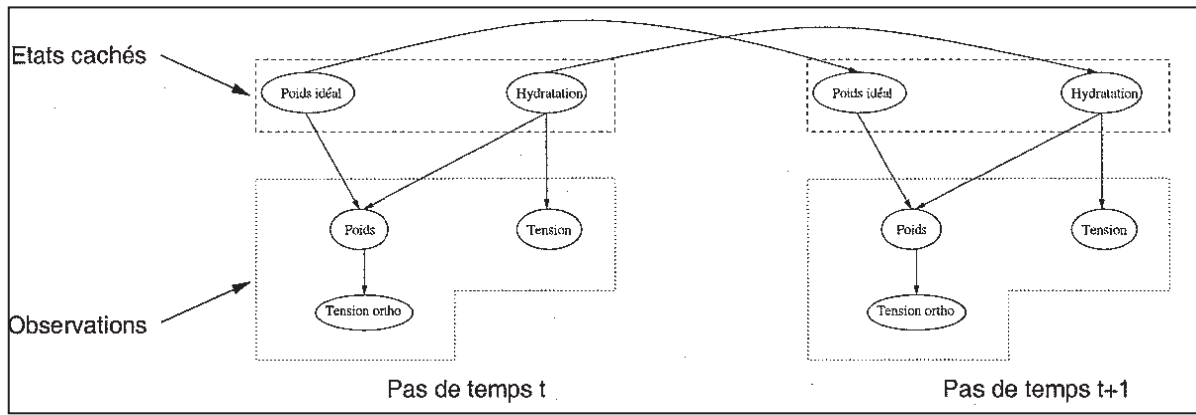 Etats cachés
Poids idéal
Hydratation
Poids idéal
Hydratation
Poids
Tension
Poids
Tension
Tension ortho
Tension ortho
Observations
Pas de temps t
Pas de temps t+1